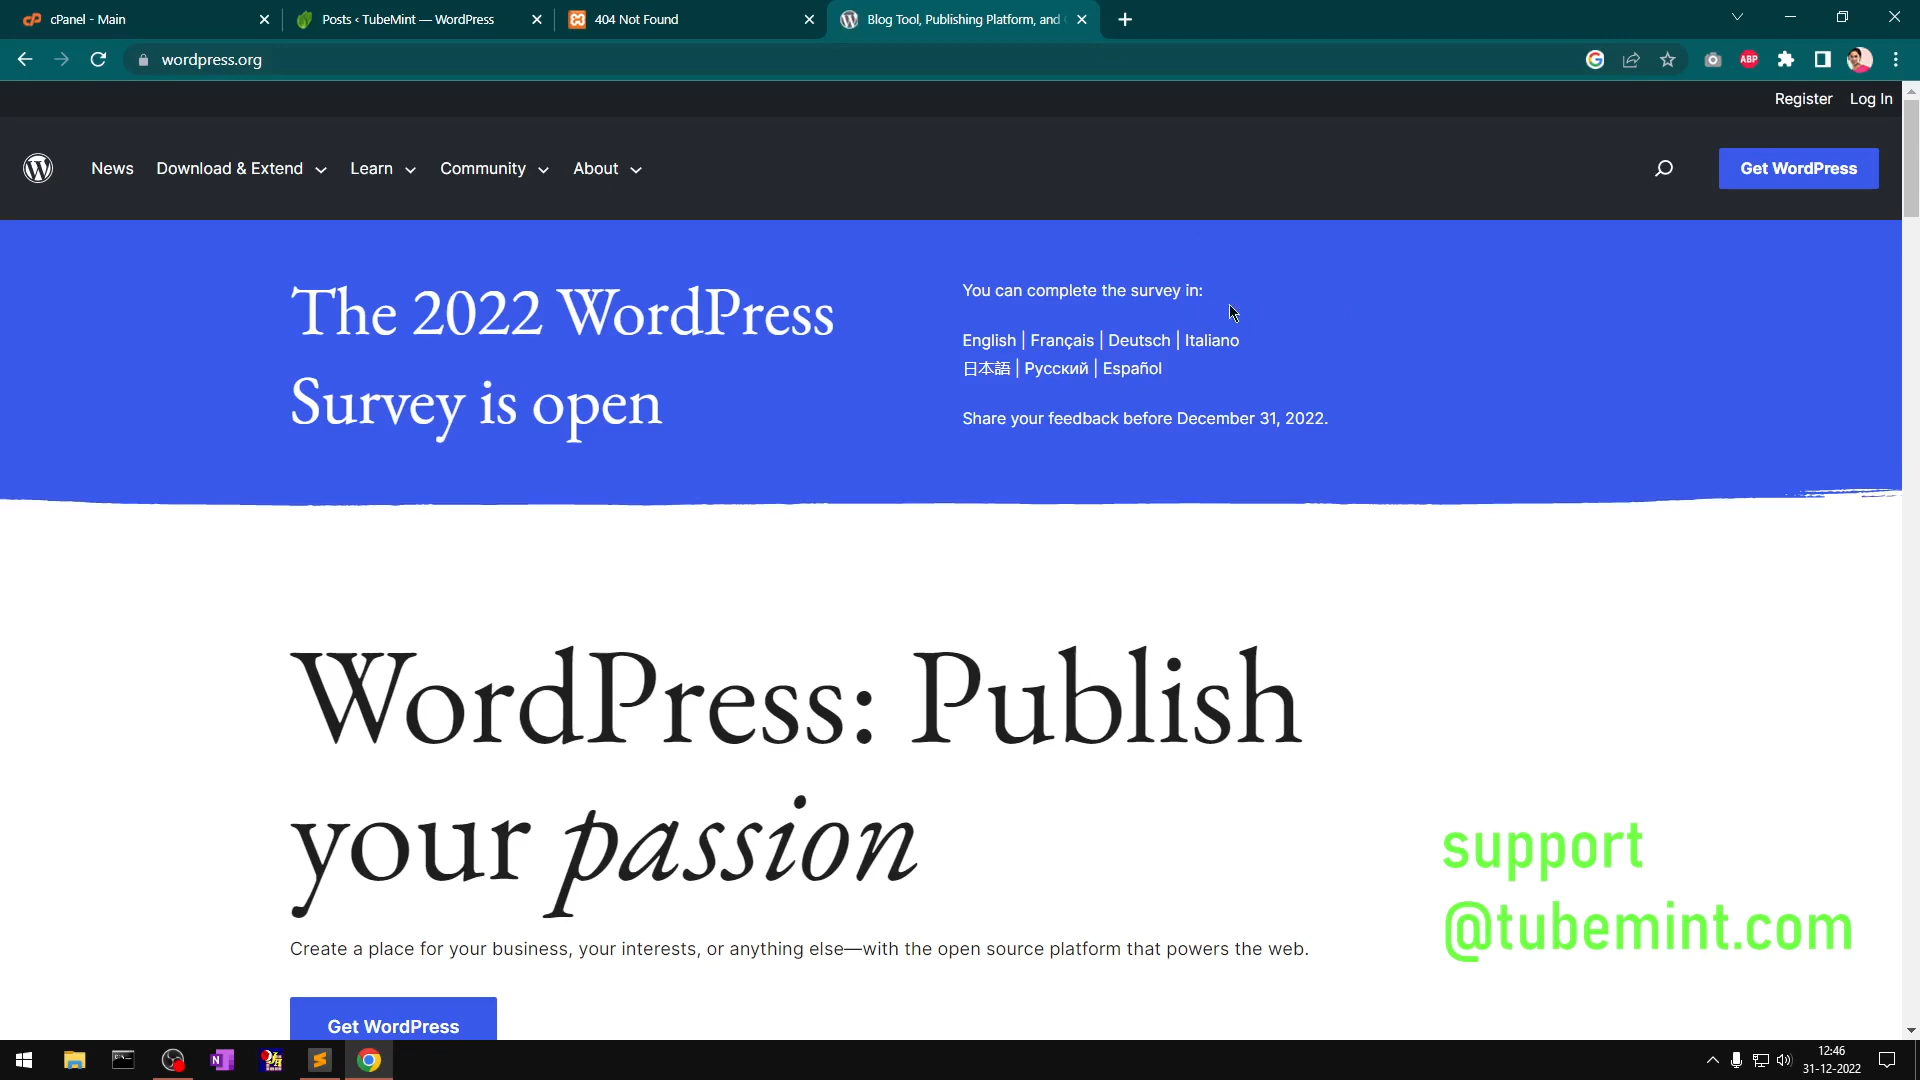 cPanel - Main
Posts ‹ TubeMint — WordPress
404 Not Found
Blog Tool, Publishing Platform, and
wordpress.org
ABP
Register Log In
News Download & Extend Learn Community About
Get WordPress
The 2022 WordPress
Survey is open
You can complete the survey in:
English | Français | Deutsch | Italiano
日本語 | Русский | Español
Share your feedback before December 31, 2022.
WordPress: Publish
your passion
Create a place for your business, your interests, or anything else—with the open source platform that powers the web.
Get WordPress
support
@tubemint.com
12:46
31-12-2022